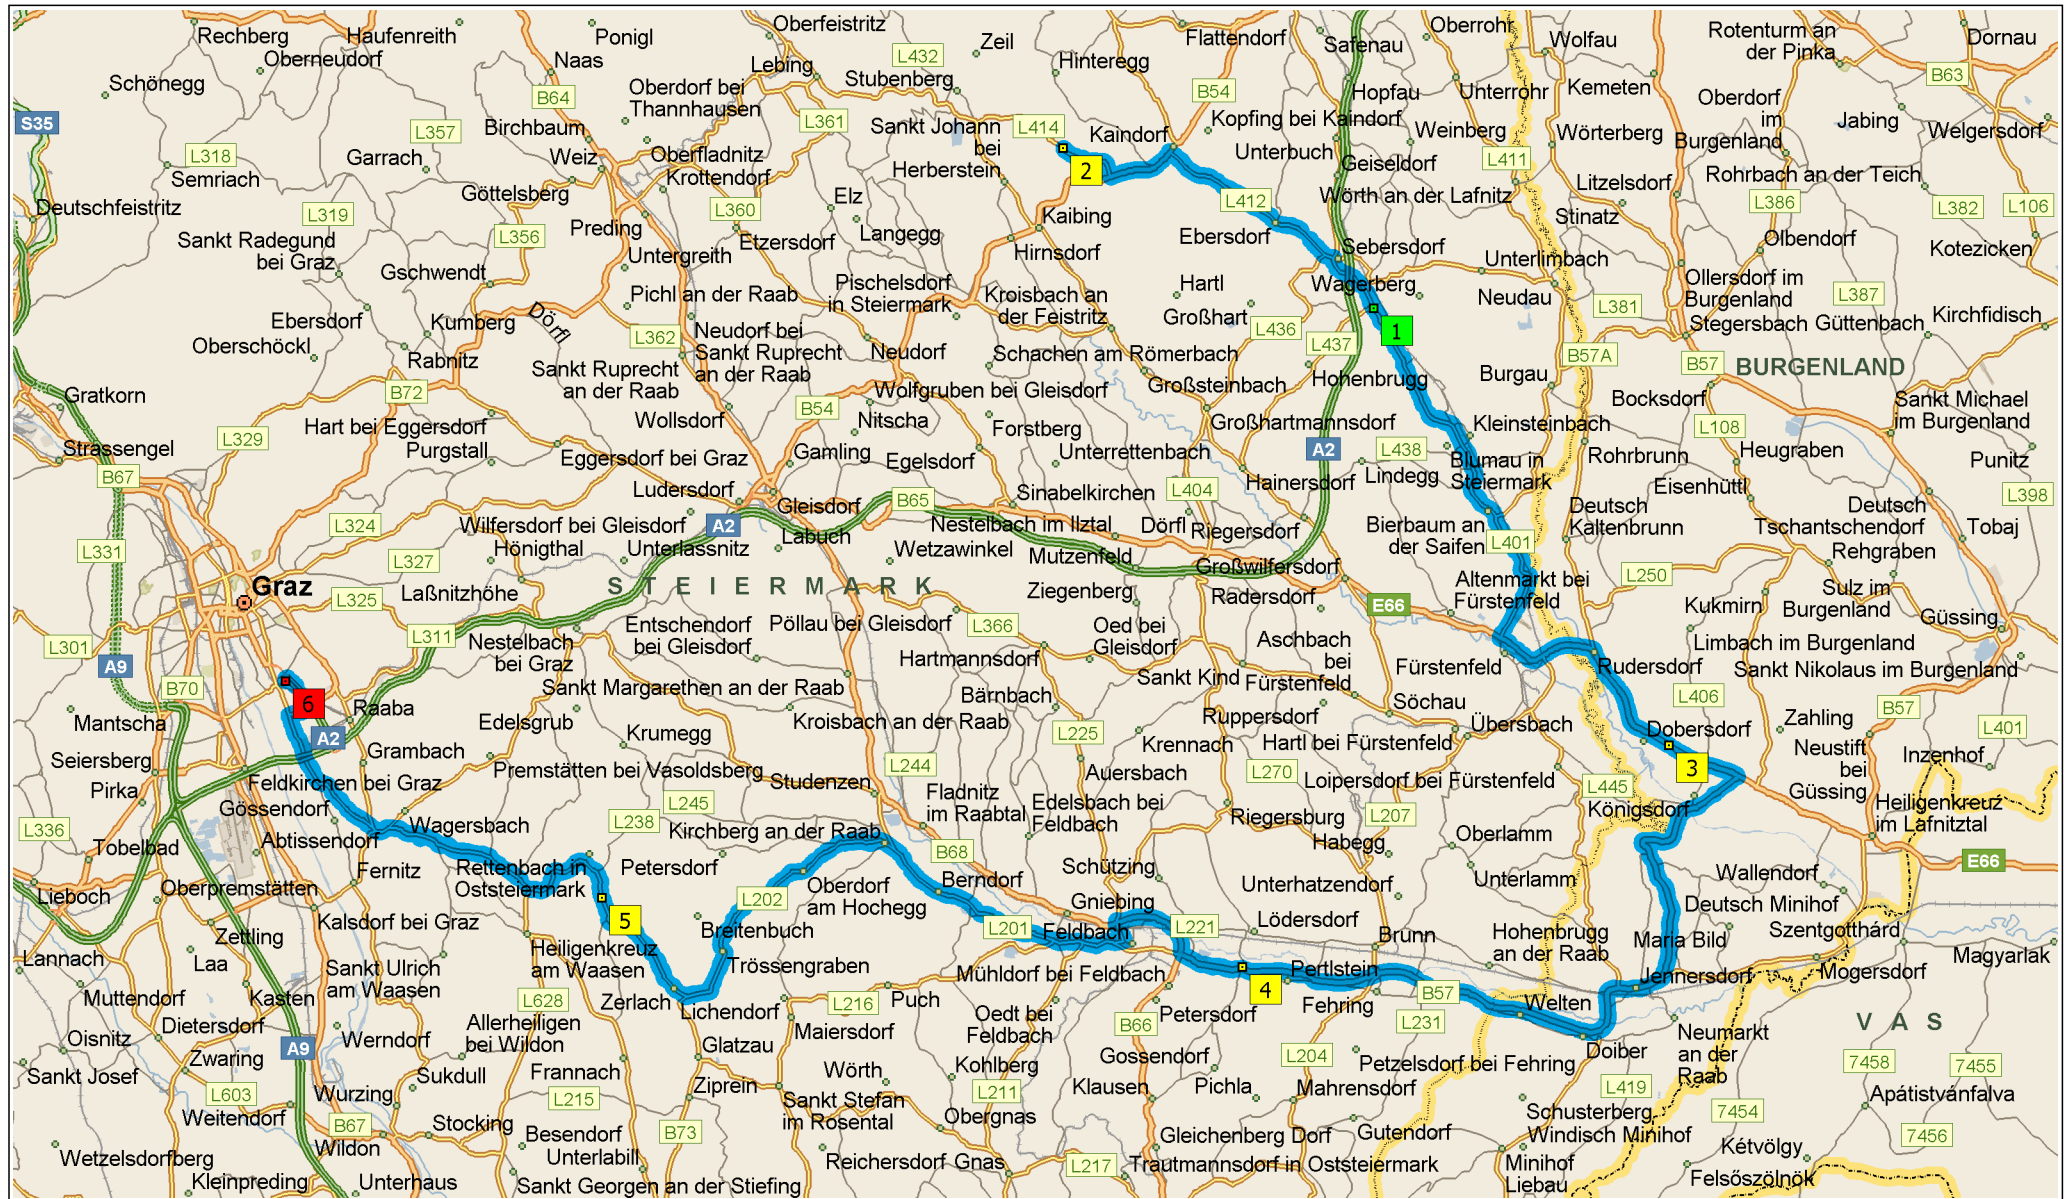 Rechberg
Haufenreith
Oberneudorf
Schönegg
Ponigl
Naas
Oberfeistritz
Zeil
Lebing
L432
Stubenberg
Hinteregg
Flattendorf
Safenau
Oberrohr
Wolfau
Rotenturm an
der Pinka
Dornau
B63
S35
B64
Oberdorf bei
Thannhausen
L361
Birchbaum
L357
Garrach
L318
Semriach
Weiz
Oberfladnitz
Krottendorf
Göttelsberg
Sankt Johann
bei
Herberstein
L414
Kaindorf
2
B54
Kopfing bei Kaindorf
Hopfau
Unterrohr
Kemeten
Oberdorf
im
Burgenland
Jabing
Welgersdorf
Weinberg
Wörterberg
Unterbuch
Geiseldorf
L411
Wörth an der Lafnitz
Litzelsdorf
Rohrbach an der Teich
L386
L382
L106
Deutschfeistritz
L319
Sankt Radegund
bei Graz
L356
Preding
L360
Elz
Langegg
Etzersdorf
Kaibing
Hirnsdorf
L412
Ebersdorf
Sebersdorf
Stinatz
Olbendorf
Kotezicken
Gschwendt
Untergreith
Pichl an der Raab
Pischelsdorf
in Steiermark
Kroisbach an
der Feistritz
Hartl
Großhart
Wagerberg
Unterlimbach
Neudau
Ollersdorf im
Burgenland
L381
L387
Stegersbach
Güttenbach
Kirchfidisch
Ebersdorf
Oberschöckl
Kumberg
Dörfl
Rabnitz
L362
Neudorf bei
Sankt Ruprecht
an der Raab
Sankt Ruprecht
an der Raab
Neudorf
Schachen am Römerbach
L436
L437
1
B57A
B57
BURGENLAND
Gratkorn
B72
Wollsdorf
B54
Wolfgruben bei Gleisdorf
Nitscha
Großsteinbach
Hohenbrugg
Burgau
Bocksdorf
Sankt Michael
im Burgenland
Strassengel
L329
Hart bei Eggersdorf
Purgstall
Eggersdorf bei Graz
Gamling
Forstberg
Egelsdorf
Unterrettenbach
Großhartmannsdorf
A2
L438
Kleinsteinbach
L108
Heugraben
Punitz
B67
Ludersdorf
Gleisdorf
B65
Sinabelkirchen
L404
Hainersdorf
Lindegg
Blumau in
Steiermark
Rohrbrunn
Eisenhüttl
L398
L324
Wilfersdorf bei Gleisdorf
Hönigthal
A2
Unterlassnitz
Labuch
Nestelbach im Ilztal
Wetzawinkel
Dörfl
Riegersdorf
Mutzenfeld
Bierbaum an
der Saifen
L401
Deutsch
Kaltenbrunn
Deutsch
Tschantschendorf
Tobaj
Rehgraben
L331
L327
Graz
L325
Laßnitzhöhe
STEIERMARK
Großwilfersdorf
Ziegenberg
Radersdorf
E66
Altenmarkt bei
Fürstenfeld
L250
Kukmirn
Sulz im
Burgenland
Güssing
L301
A9
L311
Nestelbach
bei Graz
Entschendorf
bei Gleisdorf
Pöllau bei Gleisdorf
L366
Hartmannsdorf
Oed bei
Gleisdorf
Aschbach
bei
Fürstenfeld
Fürstenfeld
Rudersdorf
Limbach im Burgenland
Sankt Nikolaus im Burgenland
B70
6
Raaba
Sankt Margarethen an der Raab
Bärnbach
Sankt Kind
Söchau
L406
B57
Mantscha
A2
Edelsgrub
Kroisbach an der Raab
L225
Ruppersdorf
Übersbach
Dobersdorf
Zahling
L401
Seiersberg
Grambach
Krumegg
Krennach
Hartl bei Fürstenfeld
3
Neustift
bei
Güssing
Inzenhof
Pirka
Feldkirchen bei Graz
Premstätten bei Vasoldsberg
Studenzen
L244
Auersbach
L270
Loipersdorf bei Fürstenfeld
L445
Königsdorf
L336
Gössendorf
Wagersbach
L245
L238
Kirchberg an der Raab
Fladnitz
im Raabtal
Edelsbach bei
Feldbach
Riegersburg
L207
Habegg
Oberlamm
Heiligenkreuz
im Lafnitztal
Tobelbad
Abtissendorf
Fernitz
Rettenbach in
Oststeiermark
Petersdorf
B68
Schützing
Unterlamm
Wallendorf
E66
Lieboch
Oberpremstätten
5
L202
Oberdorf
am Hochegg
Berndorf
Gniebing
Unterhatzendorf
Deutsch Minihof
Kalsdorf bei Graz
Breitenbuch
L201
Feldbach
L221
Lödersdorf
Brunn
Hohenbrugg
an der Raab
Maria Bild
Szentgotthárd
Zettling
Lannach
Laa
Sankt Ulrich
am Waasen
Heiligenkreuz
am Waasen
Trössengraben
Mühldorf bei Feldbach
4
Pertlstein
Jennersdorf
Mogersdorf
Magyarlak
Muttendorf
Kasten
L628
Zerlach
Lichendorf
L216
Puch
Petersdorf
Fehring
B57
Welten
Oisnitz
Dietersdorf
A9
Werndorf
Allerheiligen
bei Wildon
Maiersdorf
Oedt bei
Feldbach
B66
L231
Doiber
Neumarkt
an der
Raab
VAS
Sankt Josef
Zwaring
Sukdull
Frannach
Glatzau
Wörth
Kohlberg
Gossendorf
L204
Petzelsdorf bei Fehring
7458
7455
L603
Weitendorf
Wurzing
L215
Ziprein
Sankt Stefan
im Rosental
L211
Klausen
Pichla
Mahrensdorf
L419
7454
Apátistvánfalva
B67
Stocking
B73
Obergnas
Schusterberg
Windisch Minihof
7456
Wildon
Besendorf
Unterlabill
Gleichenberg Dorf
Gutendorf
Kétvölgy
Wetzelsdorfberg
Reichersdorf
Gnas
L217
Trautmannsdorf in Oststeiermark
Minihof
Liebau
Felsőszölnök
Kleinpreding
Unterhaus
Sankt Georgen an der Stiefing